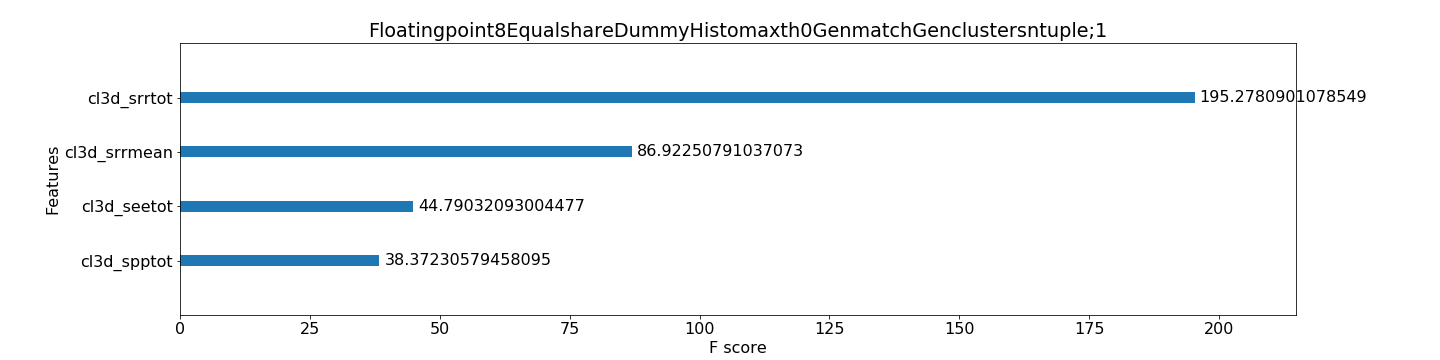 Floatingpoint8EqualshareDummyHistomaxth0GenmatchGenclustersntuple;1
cl3d_srrtot
195.2780901078549
cl3d_srrmean
86.92250791037073
cl3d_seetot
44.79032093004477
cl3d_spptot
38.37230579458095
Features
0 25 50 75 100 125 150 175 200
F score